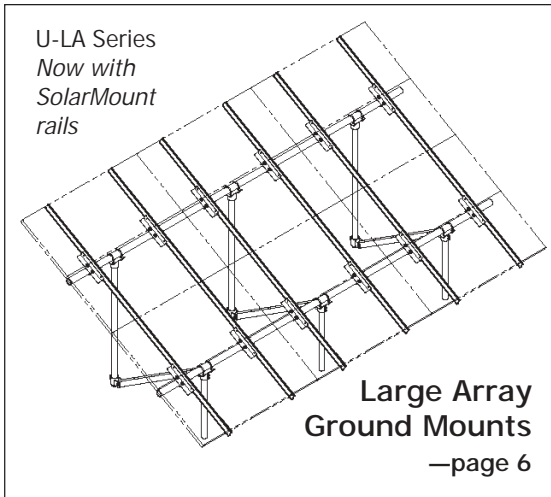 U-LA Series
Now with
SolarMount
rails
Large Array
Ground Mounts
—page 6